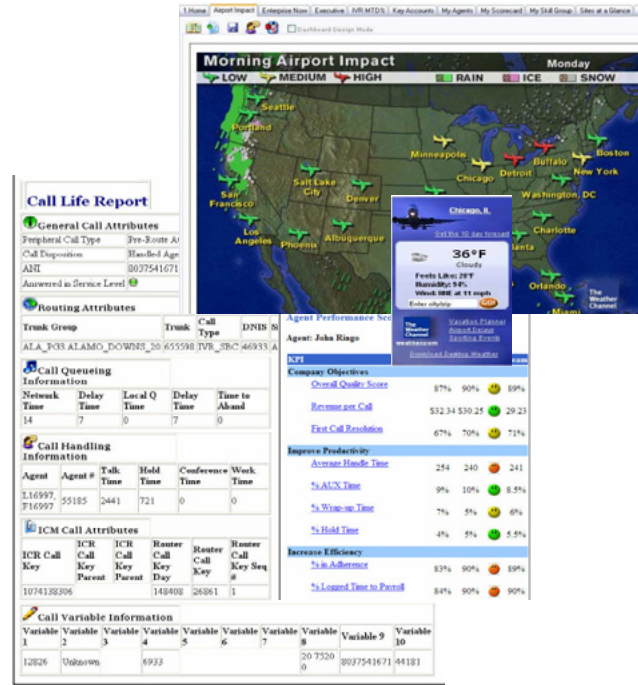 1.Home Airport Impact Enterprise Now Executive IVR MTD% Key Accounts My Agents My Scorecard My Skill Group Sites at a Glance
Dashboard Design Mode
Morning Airport Impact Monday
LOW MEDIUM HIGH RAIN ICE SNOW
Seattle
Portland
Minneapolis
Boston
Buffalo
Detroit
New York
Chicago
San Francisco
Salt Lake City
Denver
Washington, DC
Los Angeles
Phoenix
Albuquerque
Charlotte
Orlando
The Weather Channel
Chicago, IL
Get the 10 day forecast
36°F
Cloudy
Feels Like: 28°F
Humidity: 54%
Wind: NNE at 11 mph
Enter city/zip GO!
The Weather Channel
weather.com
Vacation Planner
Airport Delays
Sporting Events
Download Desktop Weather
Call Life Report
General Call Attributes
Peripheral Call Type Pre-Route
Call Disposition Handled
ANI 8037541671
Answered in Service Level
Routing Attributes
Trunk Group Trunk Call Type DNIS
ALA_PG3.ALAMO_DOWNS_20 655598 IVR_SBC 46933
Call Queueing Information
Network Time Delay Time Local Q Time Delay Time Time to Aband
14 7 0 7 0
Call Handling Information
Agent Agent # Talk Time Hold Time Conference Time Work Time
L16997, F16997 55185 2441 721 0 0
ICM Call Attributes
ICR Call Key ICR Call Key Parent ICR Call Key Parent Router Call Key Day Router Call Key Router Call Key Seq #
1074138306 148408 26861 1
Call Variable Information
Variable 1 Variable 2 Variable 3 Variable 4 Variable 5 Variable 6 Variable 7 Variable 8 Variable 9 Variable 10
12826 Unknown 6933 20 7520 0 8037541671 44181
Agent Performance
Agent: John Ringo
KPI
Company Objectives
Overall Quality Score 87% 90% 89%
Revenue per Call $32.34 $30.25 29.23
First Call Resolution 67% 70% 71%
Improve Productivity
Average Handle Time 254 240 241
% AUX Time 9% 10% 8.5%
% Wrap-up Time 7% 5% 6%
% Hold Time 4% 5% 5.5%
Increase Efficiency
% in Adherence 83% 90% 89%
% Logged Time to Payroll 84% 90% 90%